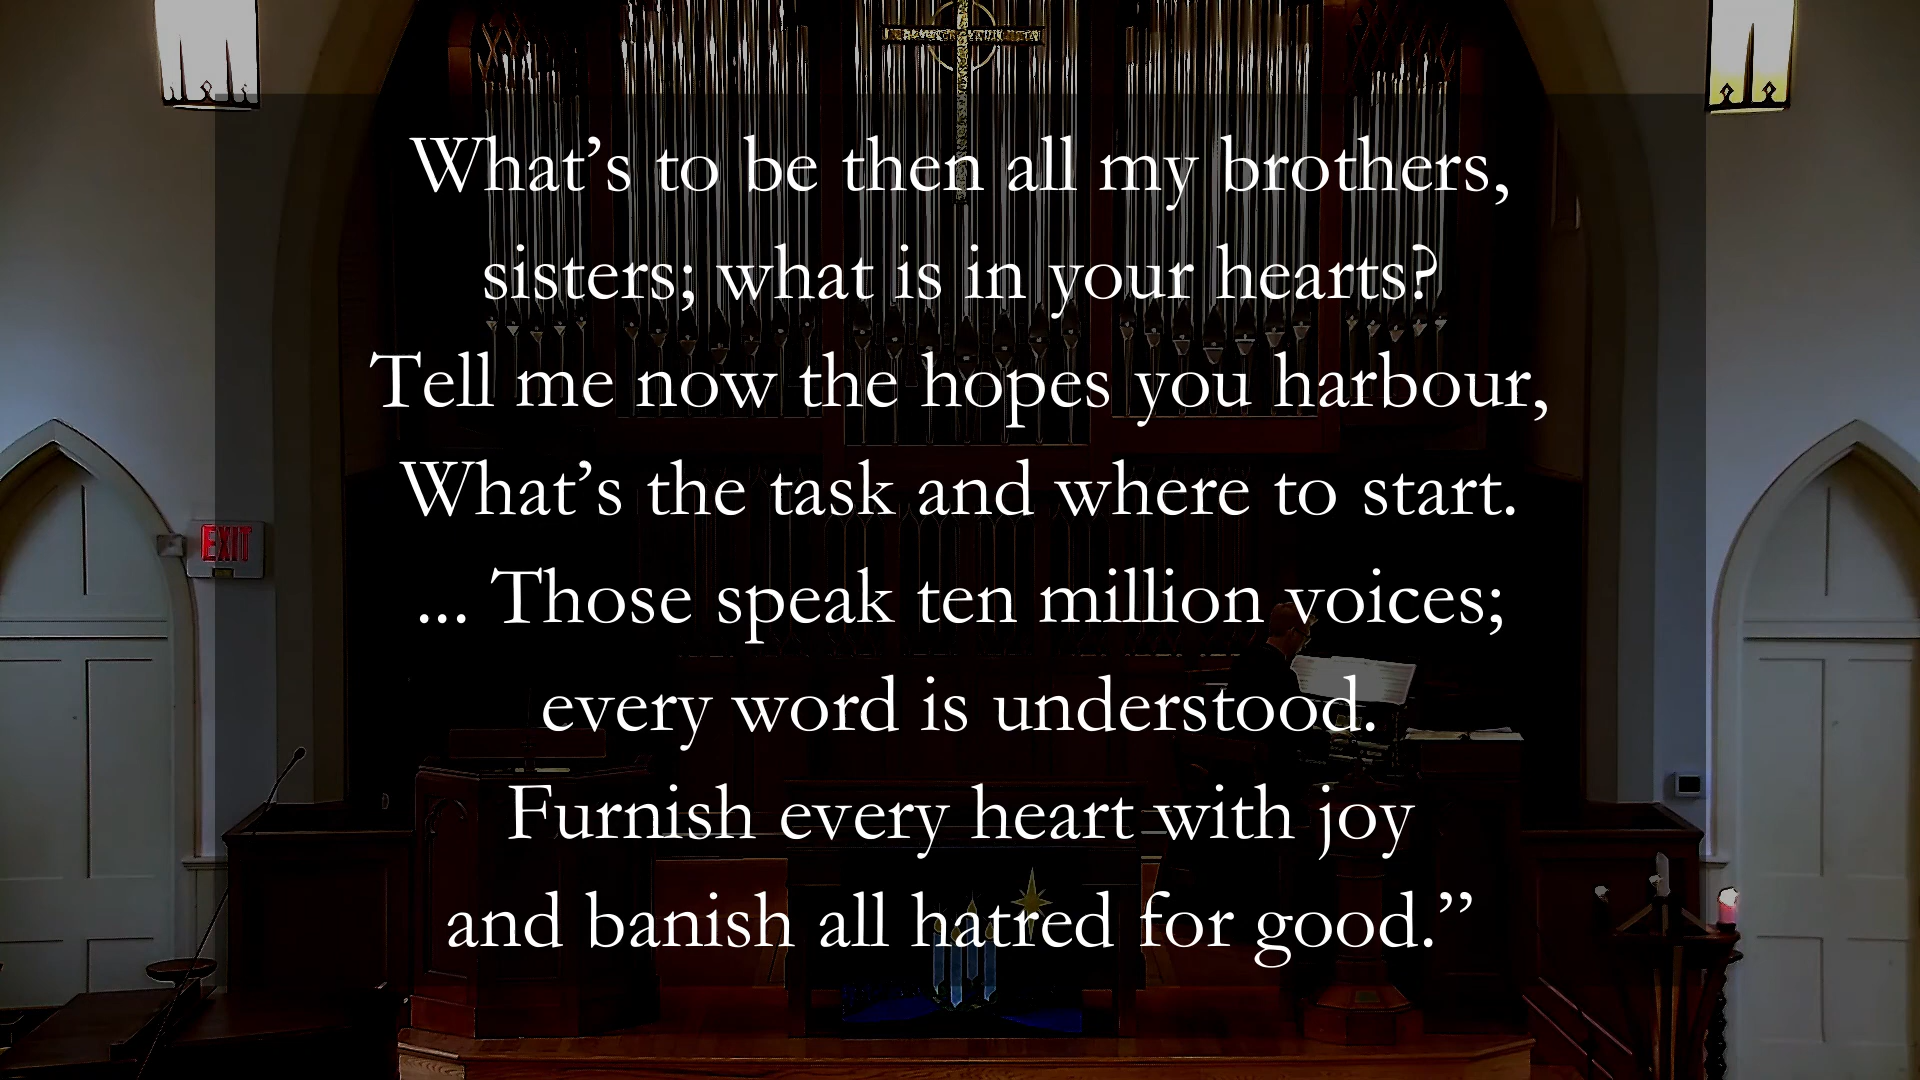 What’s to be then all my brothers,
sisters; what is in your hearts?
Tell me now the hopes you harbour,
What’s the task and where to start.
... Those speak ten million voices;
every word is understood.
Furnish every heart with joy
and banish all hatred for good.”
EXIT